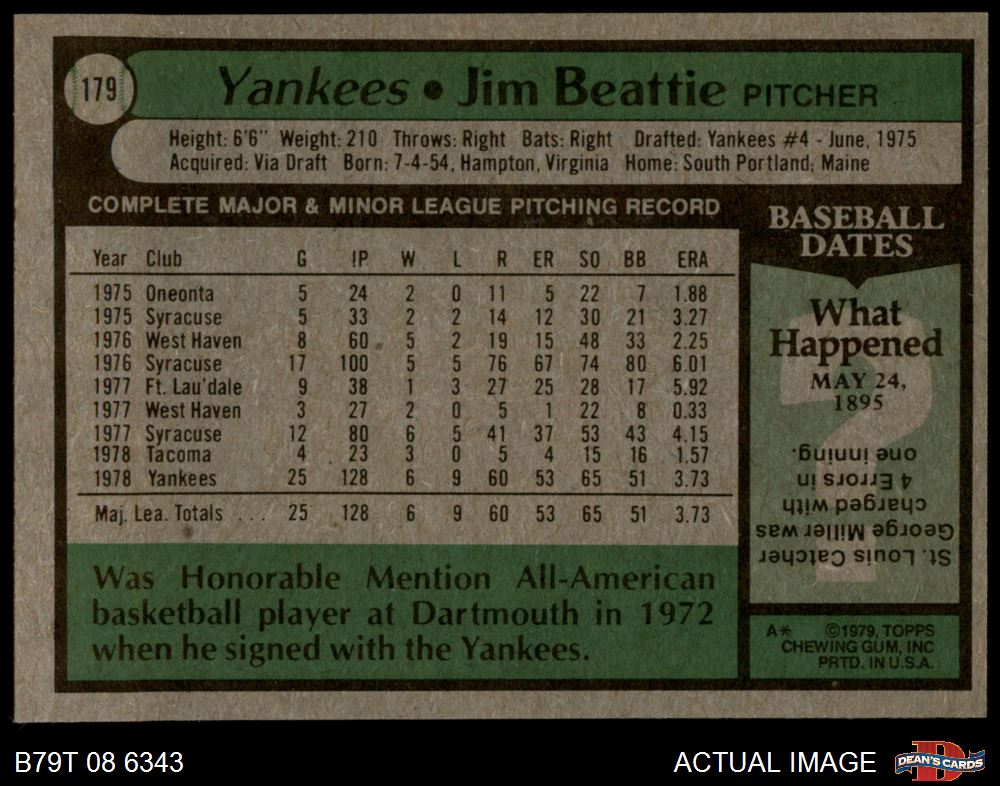 179
Yankees • Jim Beattie PITCHER
Height: 6'6" Weight: 210 Throws: Right Bats: Right Drafted: Yankees #4 - June, 1975
Acquired: Via Draft Born: 7-4-54, Hampton, Virginia Home: South Portland, Maine
COMPLETE MAJOR & MINOR LEAGUE PITCHING RECORD
Year Club G IP W L R ER SO BB ERA
1975 Oneonta 5 24 2 0 11 5 22 7 1.88
1975 Syracuse 5 33 2 2 14 12 30 21 3.27
1976 West Haven 8 60 5 2 19 15 48 33 2.25
1976 Syracuse 17 100 5 5 76 67 74 80 6.01
1977 Ft. Lau'dale 9 38 1 3 27 25 28 17 5.92
1977 West Haven 3 27 2 0 5 1 22 8 0.33
1977 Syracuse 12 80 6 5 41 37 53 43 4.15
1978 Tacoma 4 23 3 0 5 4 15 16 1.57
1978 Yankees 25 128 6 9 60 53 65 51 3.73
Maj. Lea. Totals ... 25 128 6 9 60 53 65 51 3.73
Was Honorable Mention All-American
basketball player at Dartmouth in 1972
when he signed with the Yankees.
BASEBALL
DATES
What
Happened
MAY 24,
1895
?
St. Louis Catcher
George Miller was
charged with
4 Errors in
one inning.
A* ©1979, TOPPS
CHEWING GUM, INC
PRTD. IN U.S.A.
B79T 08 6343
ACTUAL IMAGE
D
DEAN'S CARDS